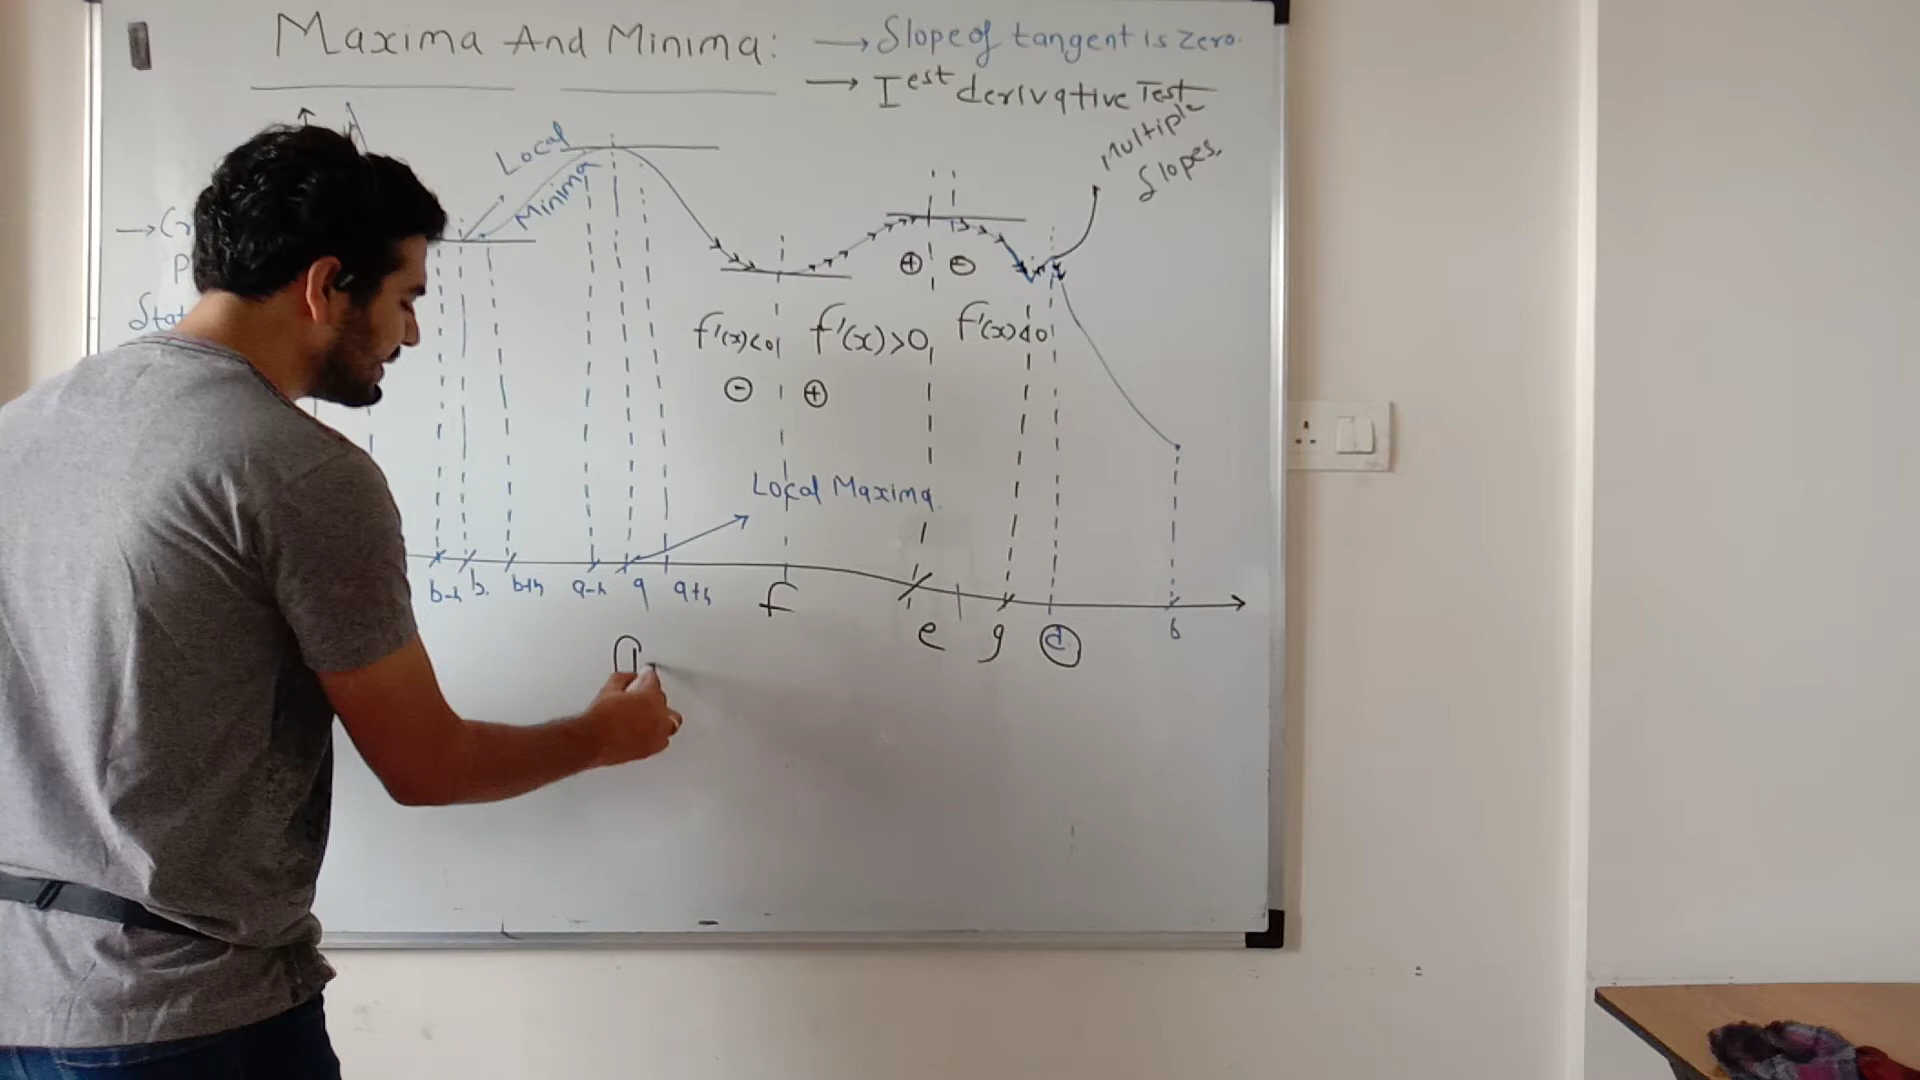 Maxima And Minima: → Slope of tangent is zero.
→ Iest derivative Test
Multiple
Slopes.
Local
Minima
⊕ ⊖
f'(x)<0 f'(x)>0 f'(x)<0
⊖ ⊕
Local Maxima
b-h b. b+h a-h a a+h f
e g d b